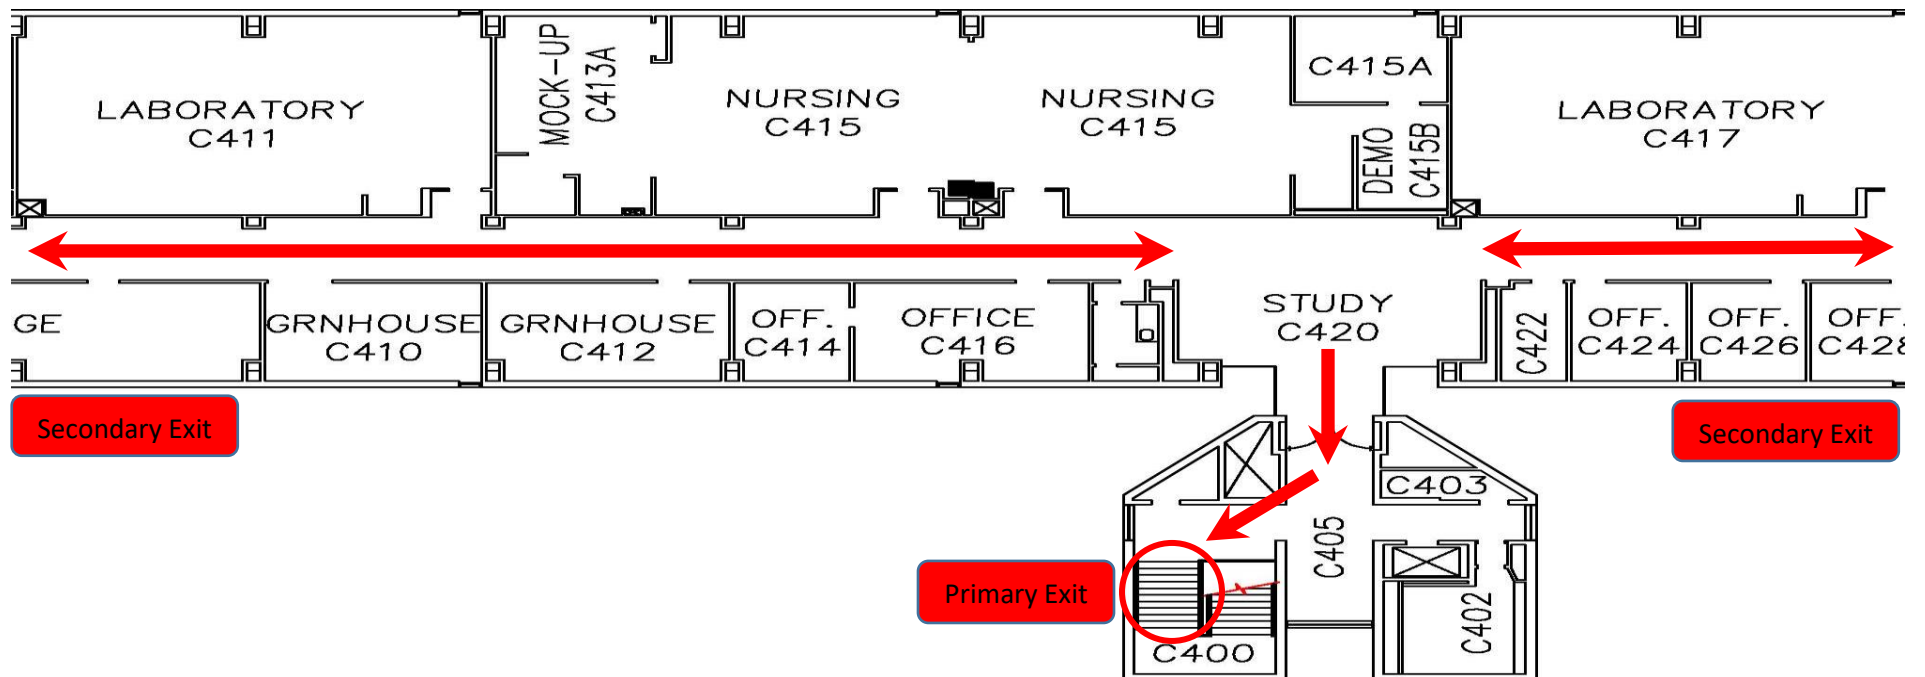 LABORATORY
C411
MOCK-UP
C413A
NURSING
C415
NURSING
C415
C415A
DEMO
C415B
LABORATORY
C417
GE
GRNHOUSE
C410
GRNHOUSE
C412
OFF.
C414
OFFICE
C416
STUDY
C420
C422
OFF.
C424
OFF.
C426
OFF.
C428
Secondary Exit
Secondary Exit
C403
C405
Primary Exit
C402
C400